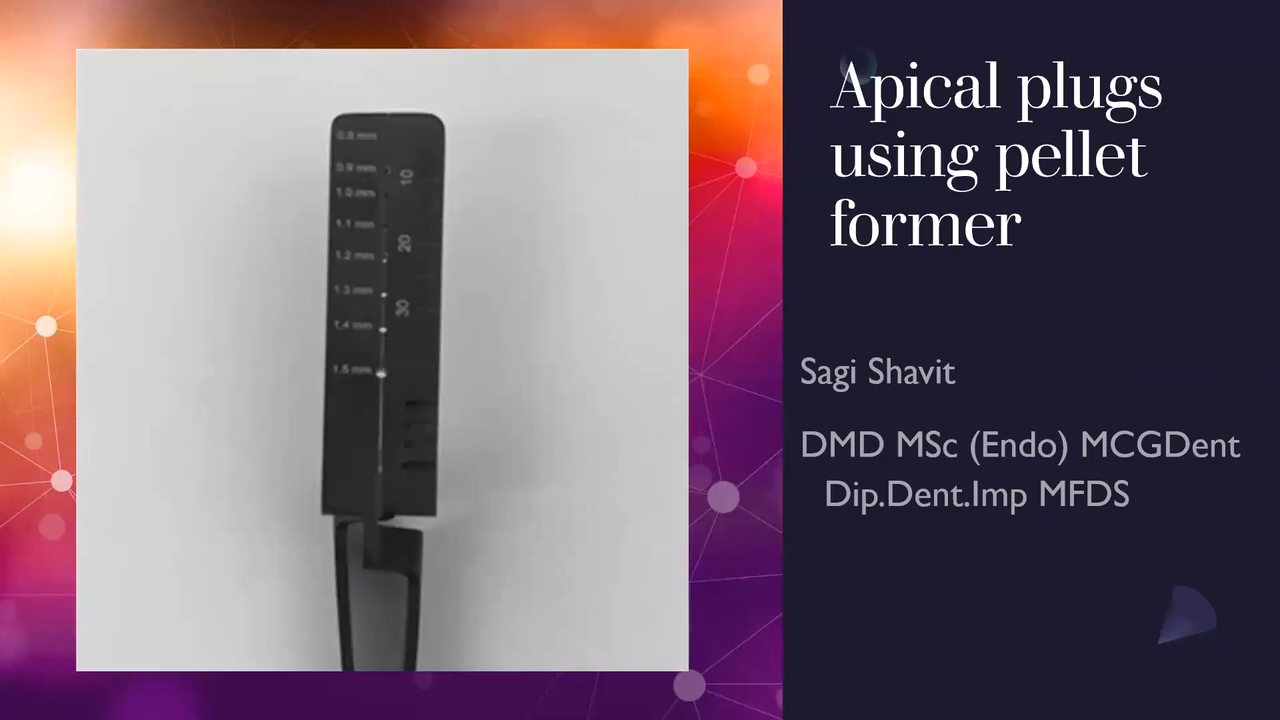 Apical plugs
using pellet
former
Sagi Shavit
DMD MSc (Endo) MCGDent
Dip.Dent.Imp MFDS
0.8 mm
0.9 mm
1.0 mm
1.1 mm
1.2 mm
1.3 mm
1.4 mm
1.5 mm
10
20
30